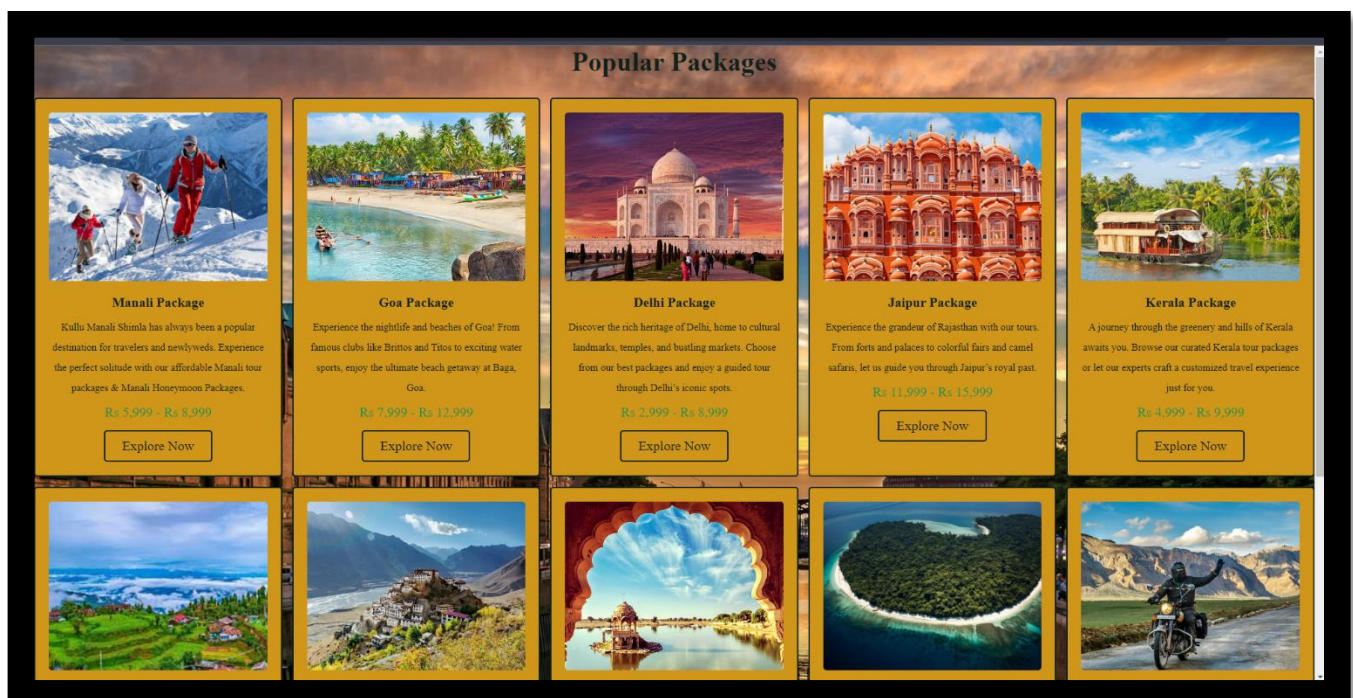 Popular Packages
Manali Package
Kullu Manali Shimla has always been a popular
destination for travelers and newlyweds. Experience
the perfect solitude with our affordable Manali tour
packages & Manali Honeymoon Packages.
Rs 5,999 - Rs 8,999
Explore Now
Goa Package
Experience the nightlife and beaches of Goa! From
famous clubs like Brittos and Titos to exciting water
sports, enjoy the ultimate beach getaway at Baga,
Goa.
Rs 7,999 - Rs 12,999
Explore Now
Delhi Package
Discover the rich heritage of Delhi, home to cultural
landmarks, temples, and bustling markets. Choose
from our best packages and enjoy a guided tour
through Delhi’s iconic spots.
Rs 2,999 - Rs 8,999
Explore Now
Jaipur Package
Experience the grandeur of Rajasthan with our tours.
From forts and palaces to colorful fairs and camel
safaris, let us guide you through Jaipur’s royal past.
Rs 11,999 - Rs 15,999
Explore Now
Kerala Package
A journey through the greenery and hills of Kerala
awaits you. Browse our curated Kerala tour packages
or let our experts craft a customized travel experience
just for you.
Rs 4,999 - Rs 9,999
Explore Now